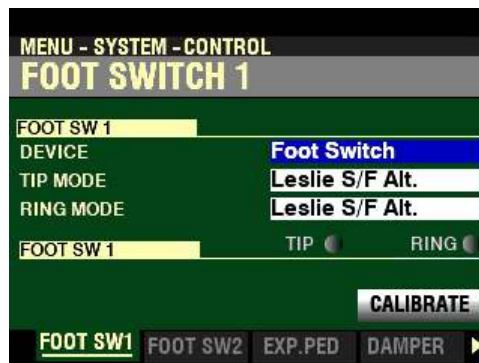 MENU - SYSTEM - CONTROL
FOOT SWITCH 1
FOOT SW 1
DEVICE Foot Switch
TIP MODE Leslie S/F Alt.
RING MODE Leslie S/F Alt.
FOOT SW 1 TIP RING
CALIBRATE
FOOT SW1 FOOT SW2 EXP.PED DAMPER